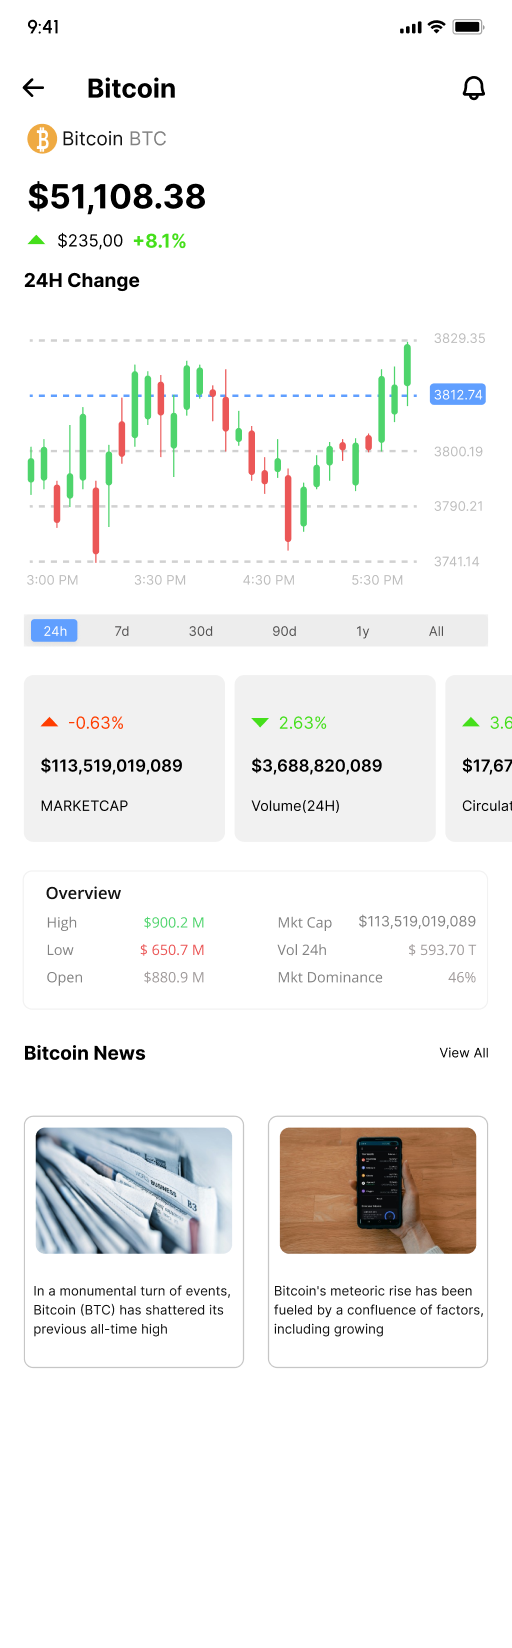 9:41
Bitcoin
Bitcoin BTC
$51,108.38
$235,00 +8.1%
24H Change
3829.35
3812.74
3800.19
3790.21
3741.14
3:00 PM 3:30 PM 4:30 PM 5:30 PM
24h 7d 30d 90d 1y All
-0.63% 2.63% 3.6
$113,519,019,089 $3,688,820,089 $17,67
MARKETCAP Volume(24H) Circulat
Overview
High $900.2 M Mkt Cap $113,519,019,089
Low $ 650.7 M Vol 24h $ 593.70 T
Open $880.9 M Mkt Dominance 46%
Bitcoin News View All
BUSINESS
B3
In a monumental turn of events,
Bitcoin (BTC) has shattered its
previous all-time high
Bitcoin's meteoric rise has been
fueled by a confluence of factors,
including growing